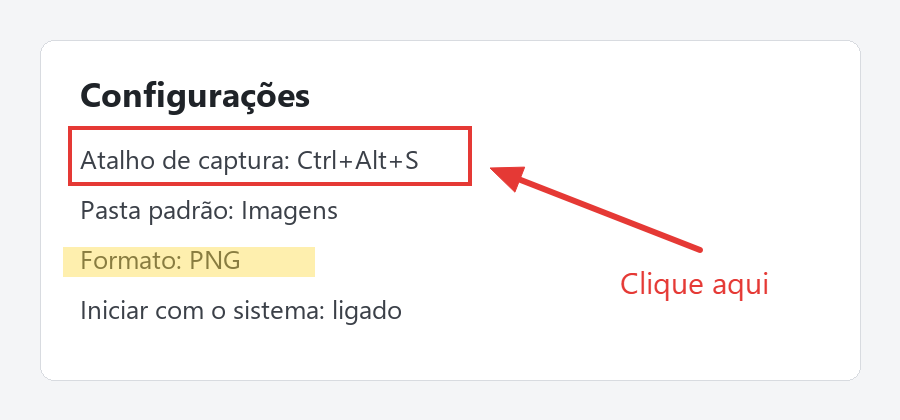 Configurações
Atalho de captura: Ctrl+Alt+S
Pasta padrão: Imagens
Formato: PNG
Clique aqui
Iniciar com o sistema: ligado